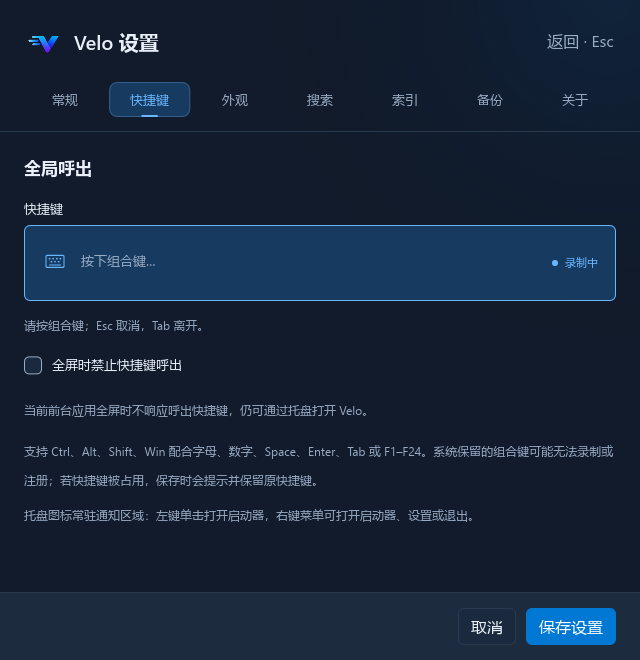 Velo 设置
返回 · Esc
常规
快捷键
外观
搜索
索引
备份
关于
全局呼出
快捷键
按下组合键...
录制中
请按组合键；Esc 取消，Tab 离开。
全屏时禁止快捷键呼出
当前前台应用全屏时不响应呼出快捷键，仍可通过托盘打开 Velo。
支持 Ctrl、Alt、Shift、Win 配合字母、数字、Space、Enter、Tab 或 F1–F24。系统保留的组合键可能无法录制或
注册；若快捷键被占用，保存时会提示并保留原快捷键。
托盘图标常驻通知区域：左键单击打开启动器，右键菜单可打开启动器、设置或退出。
取消
保存设置